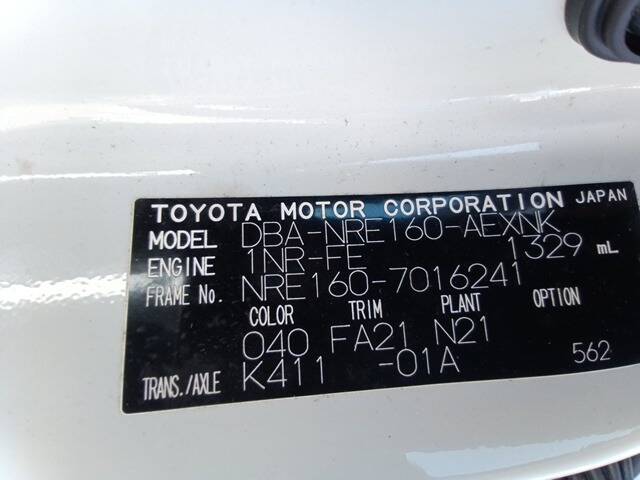 TOYOTA MOTOR CORPORATION JAPAN
MODEL DBA-NRE160-AEXNK
ENGINE 1NR-FE 1329 mL
FRAME No. NRE160-7016241
COLOR TRIM PLANT OPTION
040 FA21 N21
TRANS./AXLE K411 -01A 562